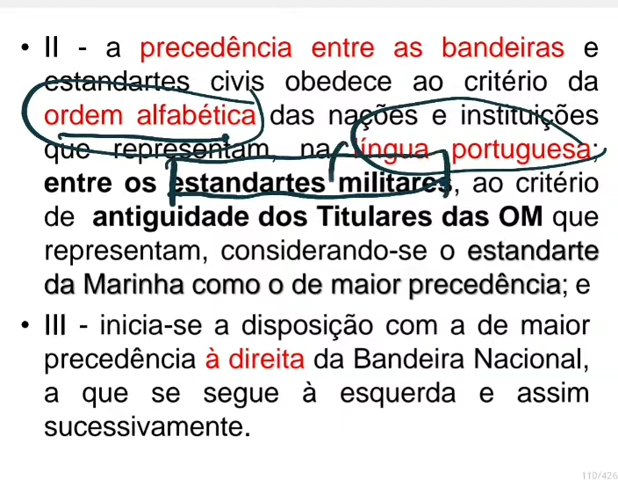 • II - a precedência entre as bandeiras e
estandartes civis obedece ao critério da
ordem alfabética das nações e instituições
que representam, na língua portuguesa;
entre os estandartes militares, ao critério
de antiguidade dos Titulares das OM que
representam, considerando-se o estandarte
da Marinha como o de maior precedência; e
• III - inicia-se a disposição com a de maior
precedência à direita da Bandeira Nacional,
a que se segue à esquerda e assim
sucessivamente.
110/426